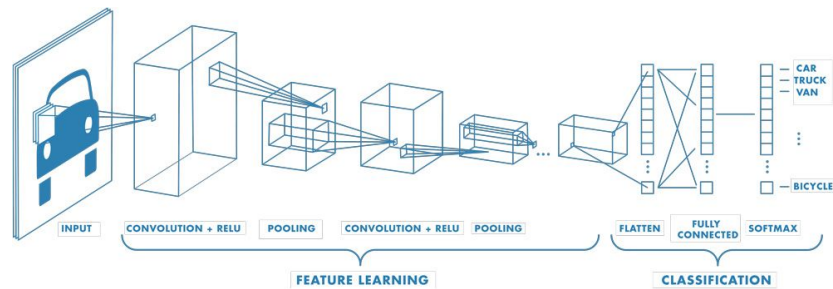 CAR
TRUCK
VAN
BICYCLE
INPUT
CONVOLUTION + RELU
POOLING
CONVOLUTION + RELU
POOLING
FLATTEN
FULLY
CONNECTED
SOFTMAX
FEATURE LEARNING
CLASSIFICATION